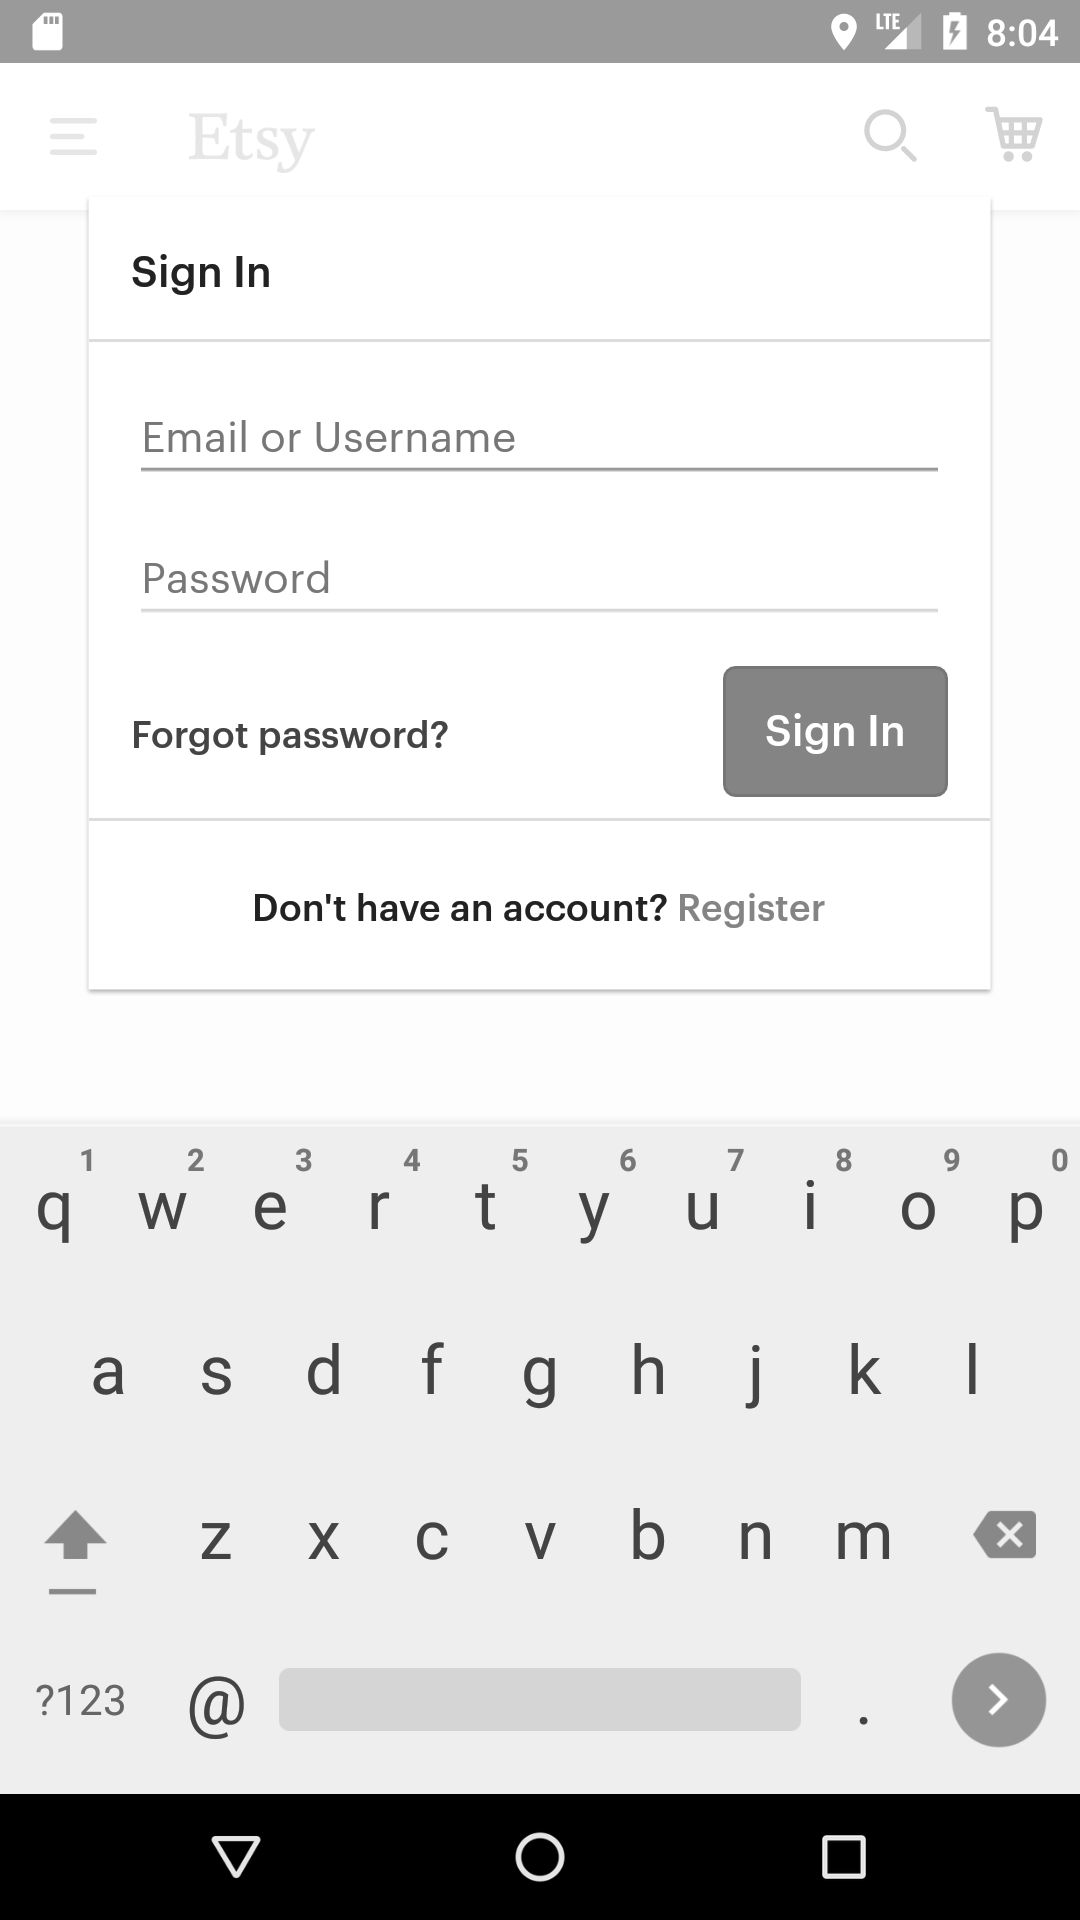 LTE 8:04
Etsy
Sign In
Email or Username
Password
Forgot password?
Sign In
Don't have an account? Register
1 2 3 4 5 6 7 8 9 0
q w e r t y u i o p
a s d f g h j k l
z x c v b n m
?123 @ .